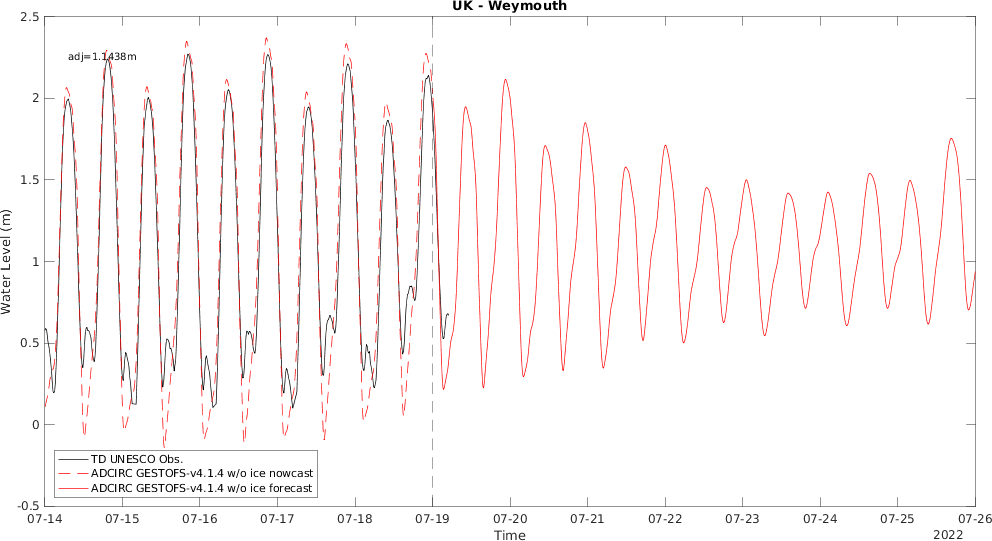 UK - Weymouth
2.5
adj=1.1438m
2
1.5
1
0.5
0
-0.5
Water Level (m)
TD UNESCO Obs.
ADCIRC GESTOFS-v4.1.4 w/o ice nowcast
ADCIRC GESTOFS-v4.1.4 w/o ice forecast
07-14 07-15 07-16 07-17 07-18 07-19 07-20 07-21 07-22 07-23 07-24 07-25 07-26
Time
2022